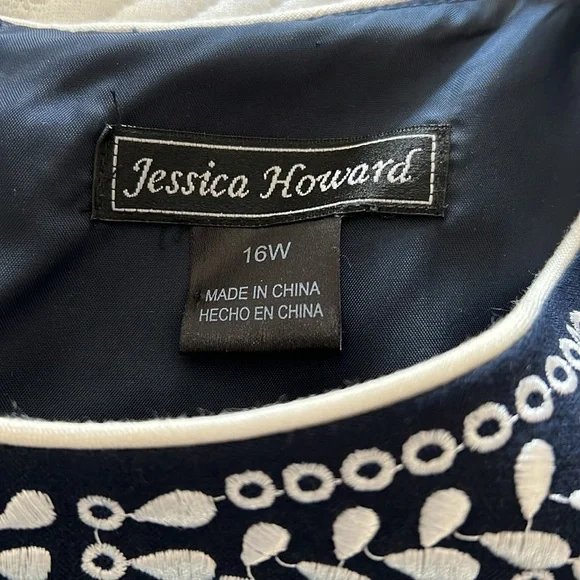 Jessica Howard
16W
MADE IN CHINA
HECHO EN CHINA